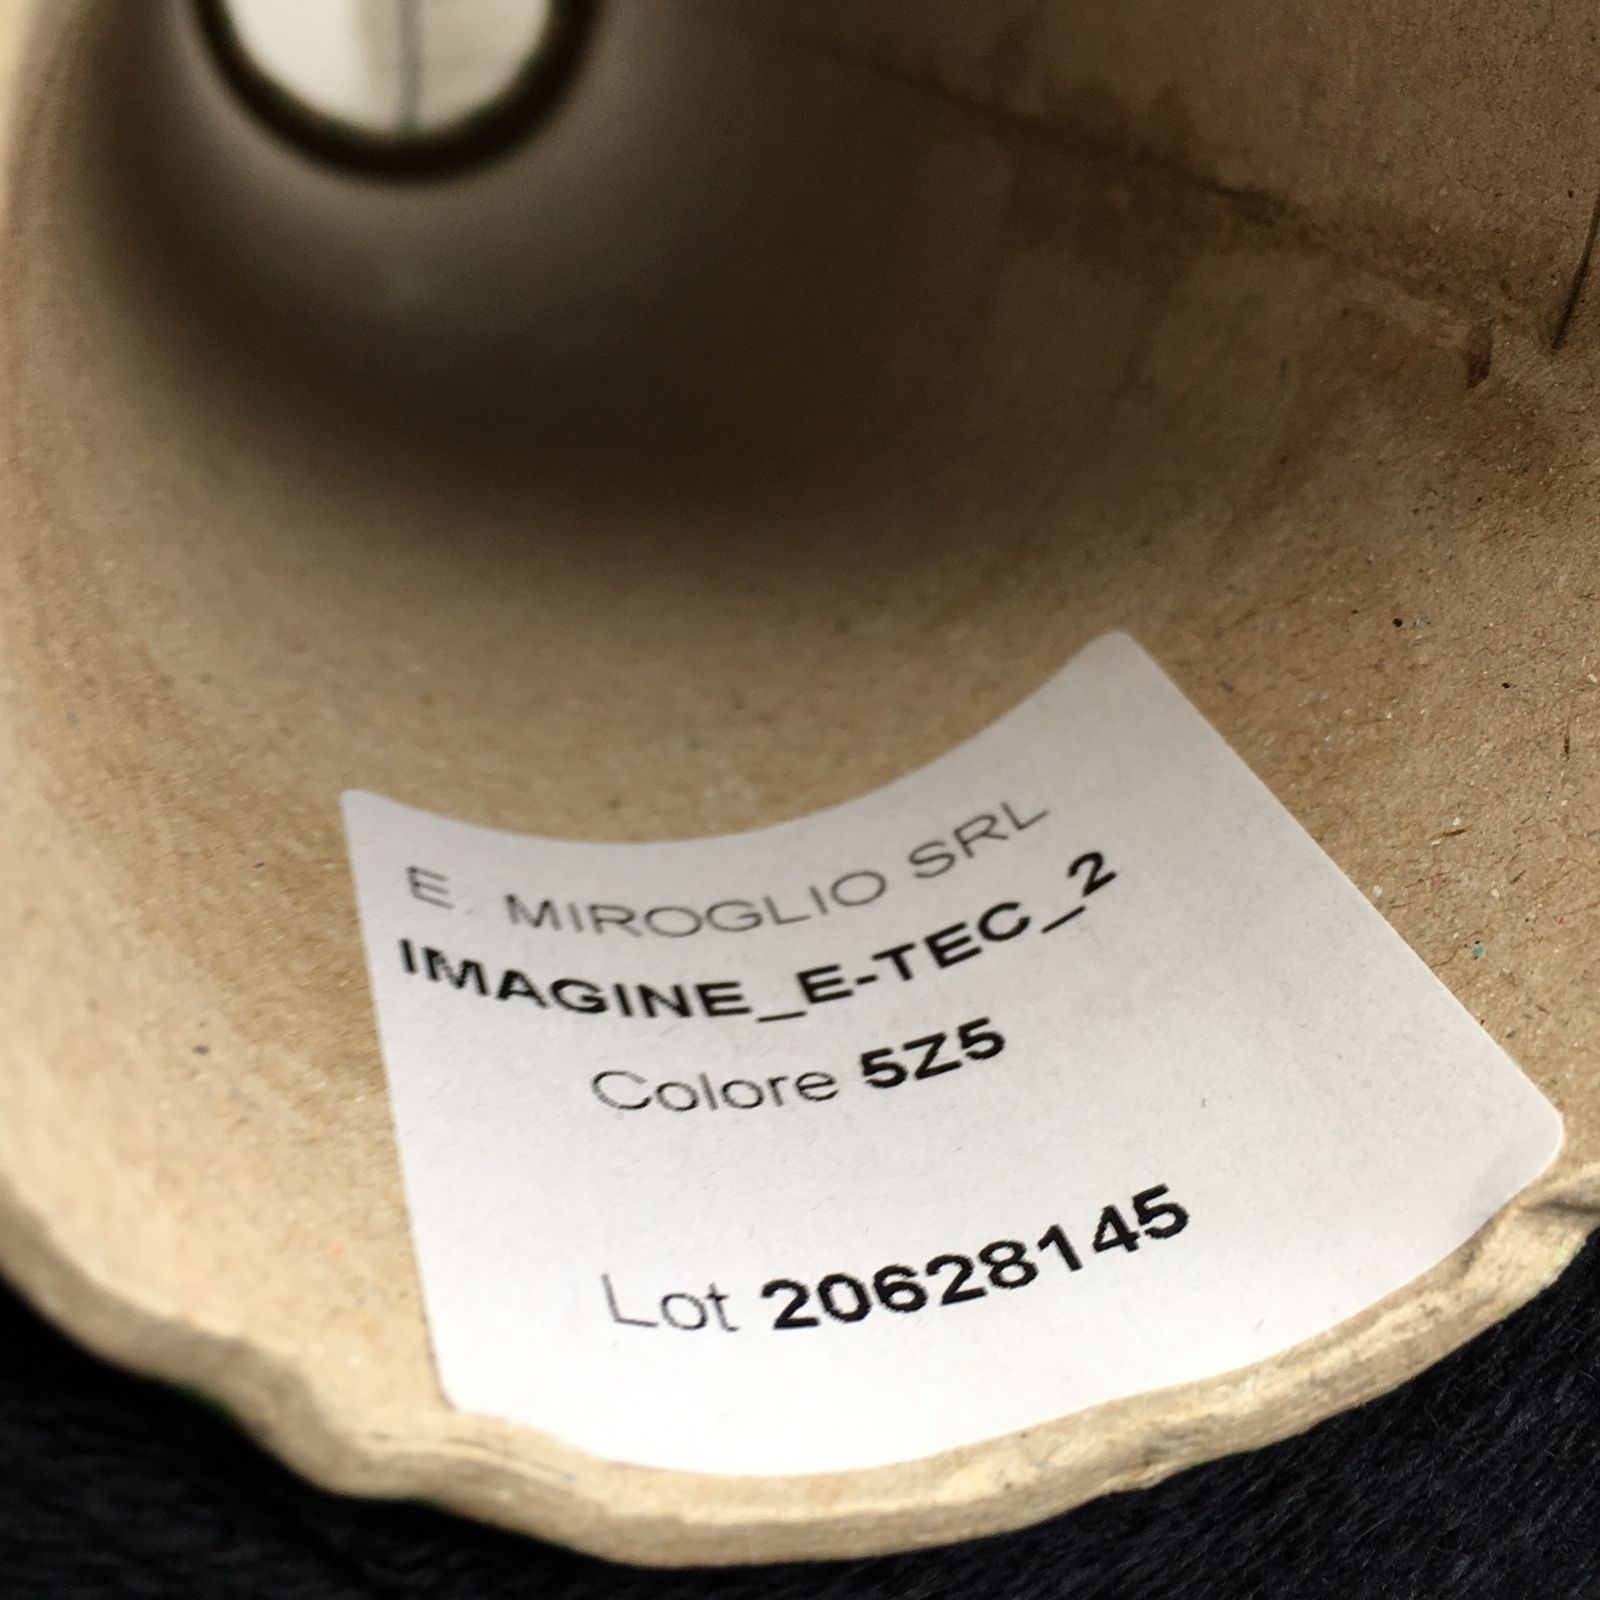 E. MIROGLIO SRL
IMAGINE_E-TEC_2
Colore 5Z5
Lot 20628145